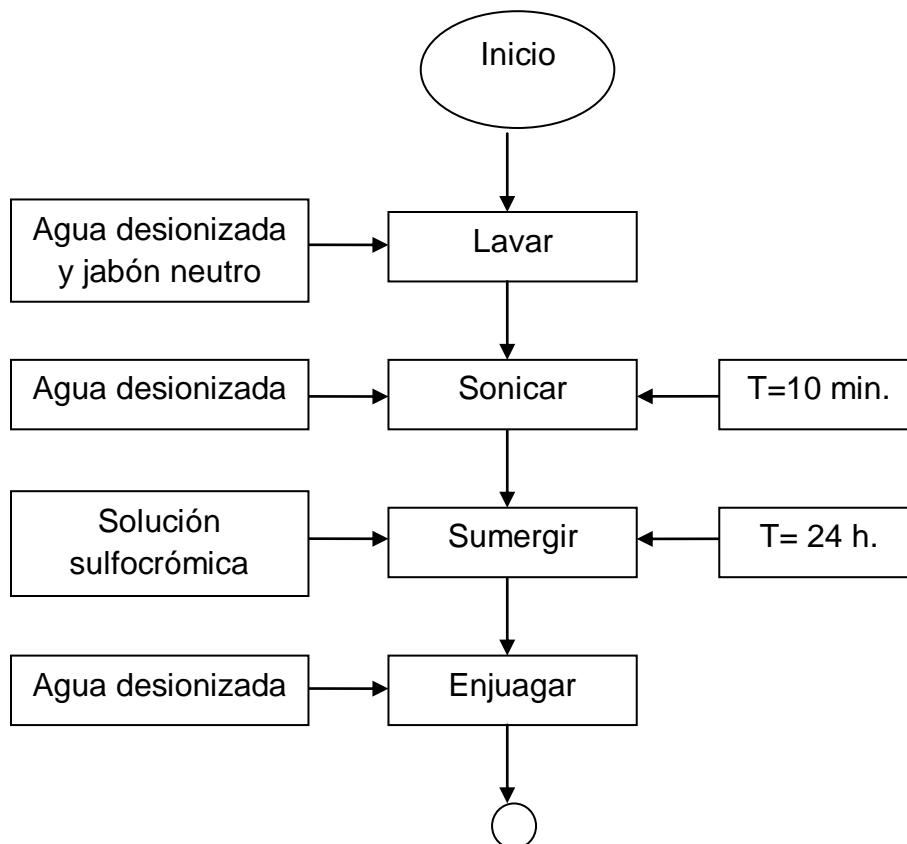 Inicio
Agua desionizada
y jabón neutro
Lavar
Agua desionizada
Sonicar
T=10 min.
Solución
sulfocrómica
Sumergir
T= 24 h.
Agua desionizada
Enjuagar